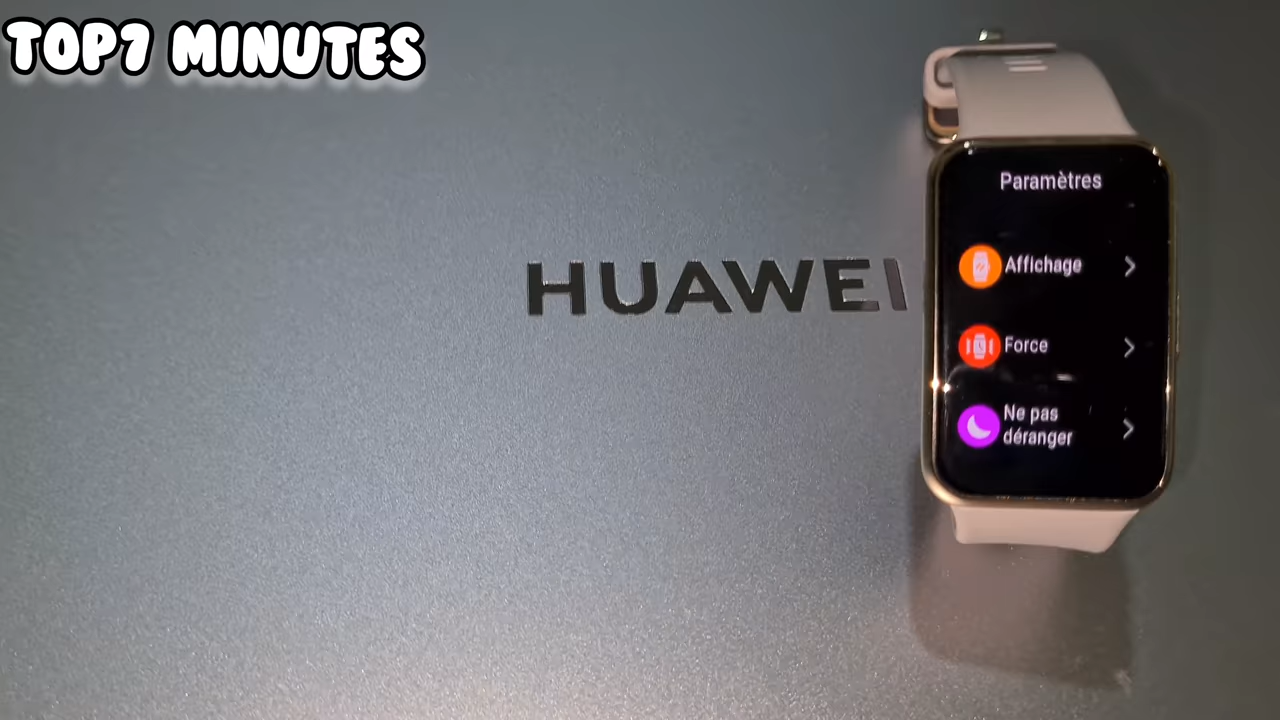 TOP7 MINUTES
HUAWEI
Paramètres
Affichage
Force
Ne pas
déranger